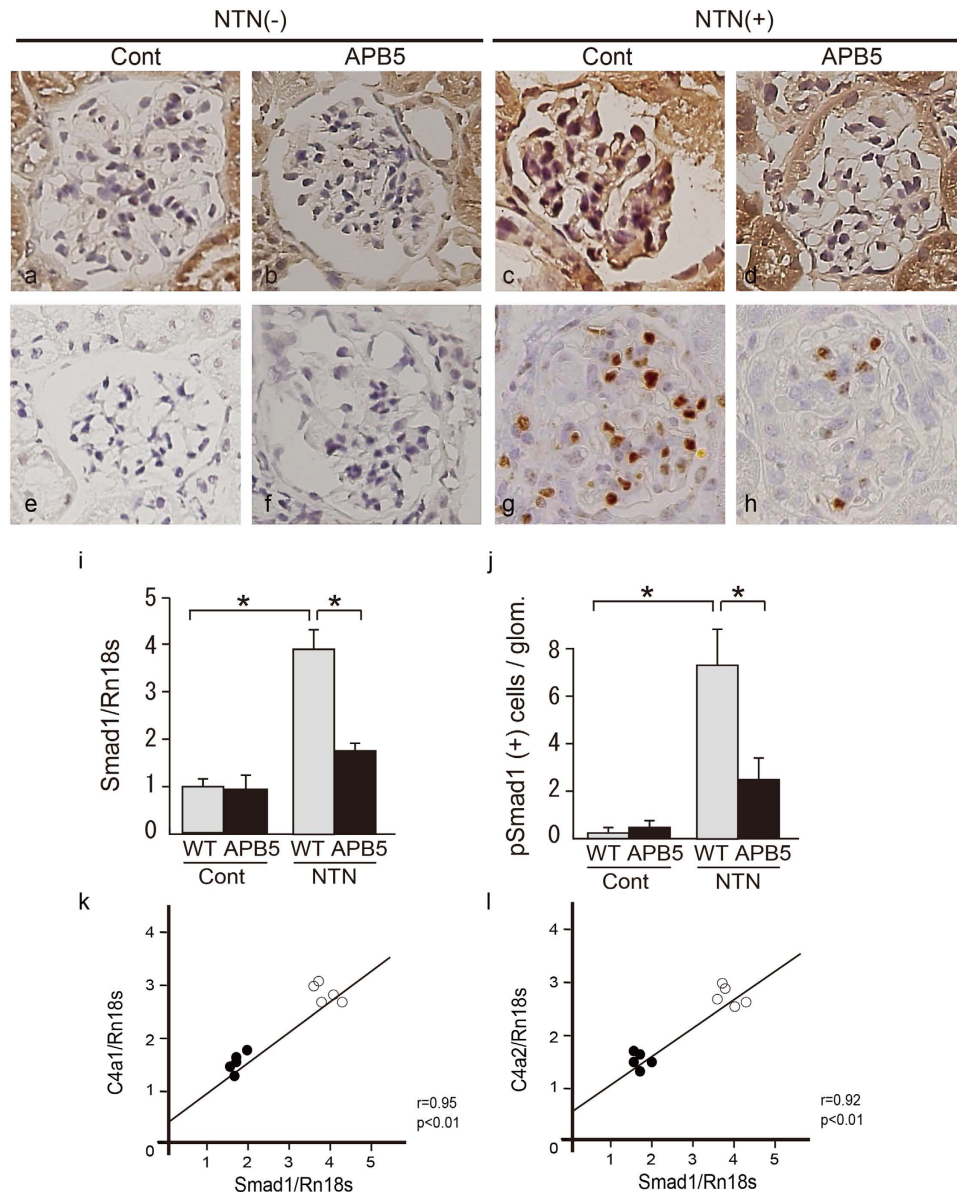 NTN(-) NTN(+)
Cont APB5 Cont APB5
a b c d
e f g h
i
Smad1/Rn18s
5
4
3
2
1
0
* *
WT APB5 WT APB5
Cont NTN
j
pSmad1 (+) cells / glom.
8
6
4
2
0
* *
WT APB5 WT APB5
Cont NTN
k
C4a1/Rn18s
4
3
2
1
0
1 2 3 4 5
Smad1/Rn18s
r=0.95
p<0.01
l
C4a2/Rn18s
4
3
2
1
0
1 2 3 4 5
Smad1/Rn18s
r=0.92
p<0.01